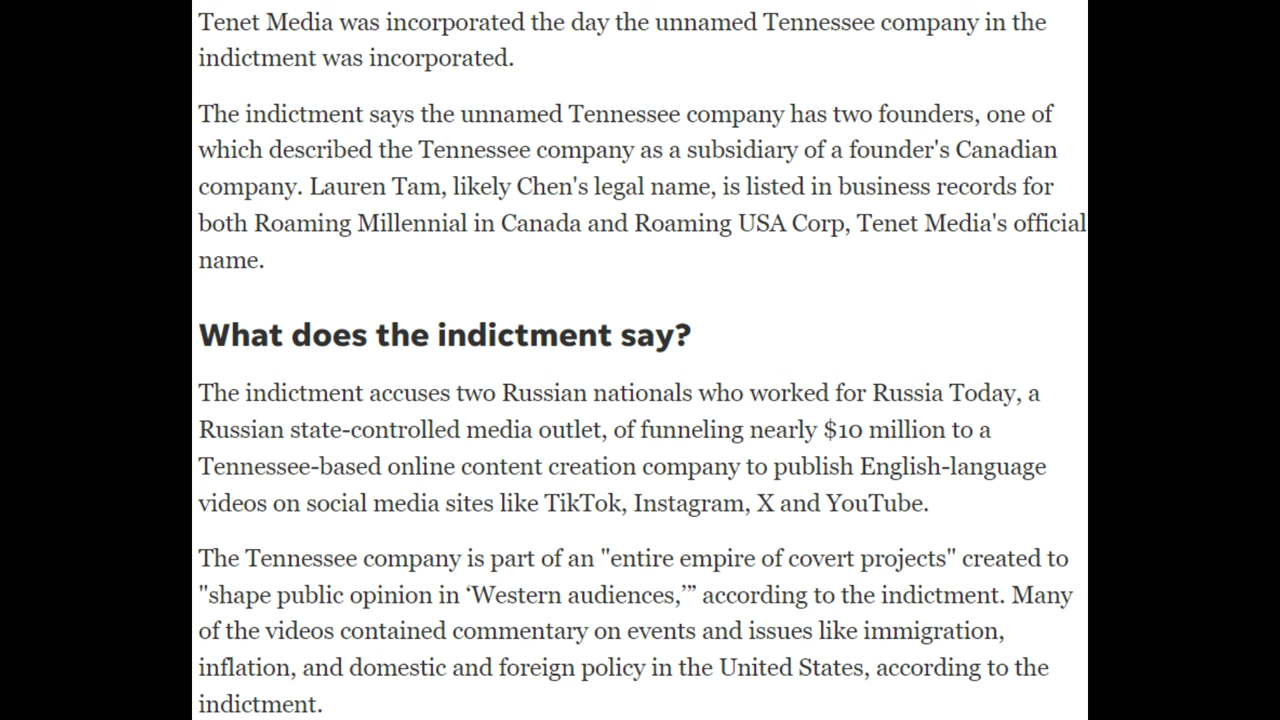 Tenet Media was incorporated the day the unnamed Tennessee company in the
indictment was incorporated.
The indictment says the unnamed Tennessee company has two founders, one of
which described the Tennessee company as a subsidiary of a founder's Canadian
company. Lauren Tam, likely Chen's legal name, is listed in business records for
both Roaming Millennial in Canada and Roaming USA Corp, Tenet Media's official
name.
What does the indictment say?
The indictment accuses two Russian nationals who worked for Russia Today, a
Russian state-controlled media outlet, of funneling nearly $10 million to a
Tennessee-based online content creation company to publish English-language
videos on social media sites like TikTok, Instagram, X and YouTube.
The Tennessee company is part of an "entire empire of covert projects" created to
"shape public opinion in ‘Western audiences,’” according to the indictment. Many
of the videos contained commentary on events and issues like immigration,
inflation, and domestic and foreign policy in the United States, according to the
indictment.